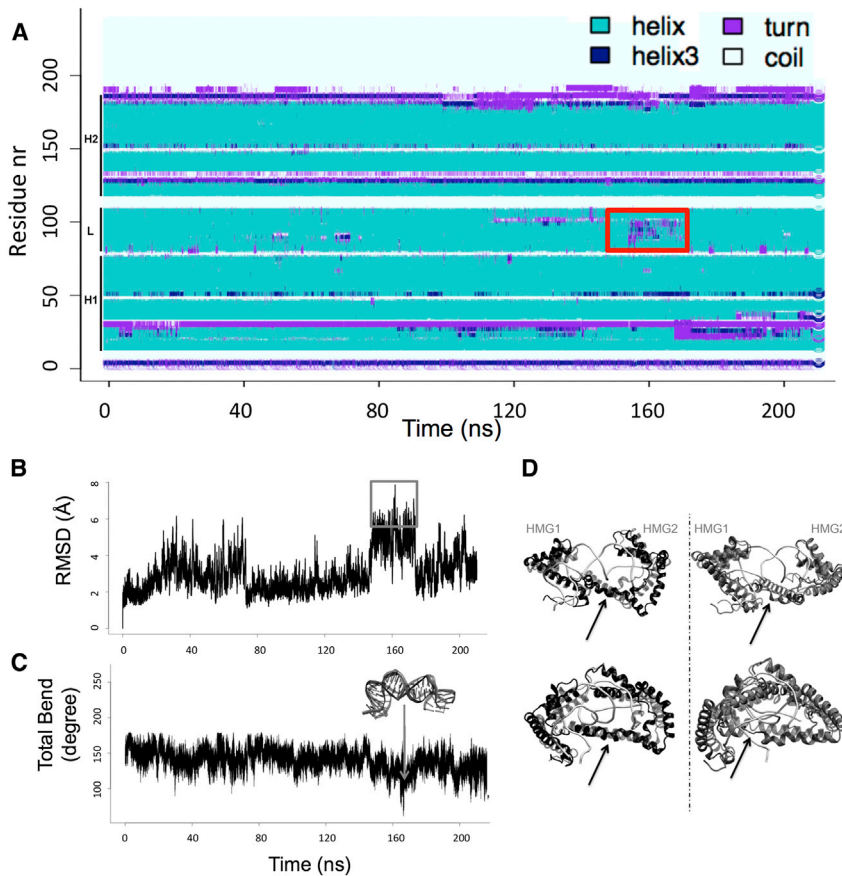 A
helix
turn
helix3
coil
Residue nr
200
150
100
50
0
H2
L
H1
0
40
80
120
160
200
Time (ns)
B
RMSD (Å)
8
6
4
2
0
0
40
80
120
160
200
C
Total Bend
(degree)
250
200
150
100
0
40
80
120
160
200
Time (ns)
D
HMG1
HMG2
HMG1
HMG2